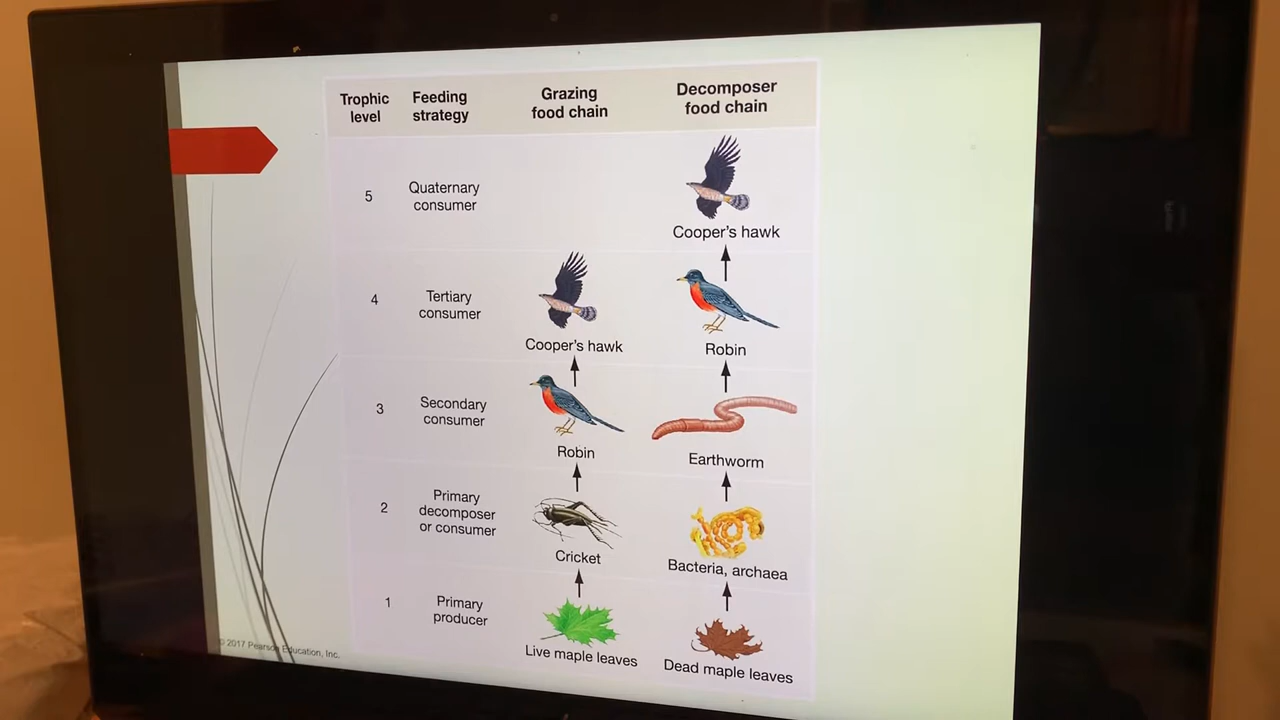 Trophic
level
Feeding
strategy
Grazing
food chain
Decomposer
food chain
5
Quaternary
consumer
Cooper's hawk
4
Tertiary
consumer
Cooper's hawk
Robin
3
Secondary
consumer
Robin
Earthworm
2
Primary
decomposer
or consumer
Cricket
Bacteria, archaea
1
Primary
producer
Live maple leaves
Dead maple leaves
© 2017 Pearson Education, Inc.